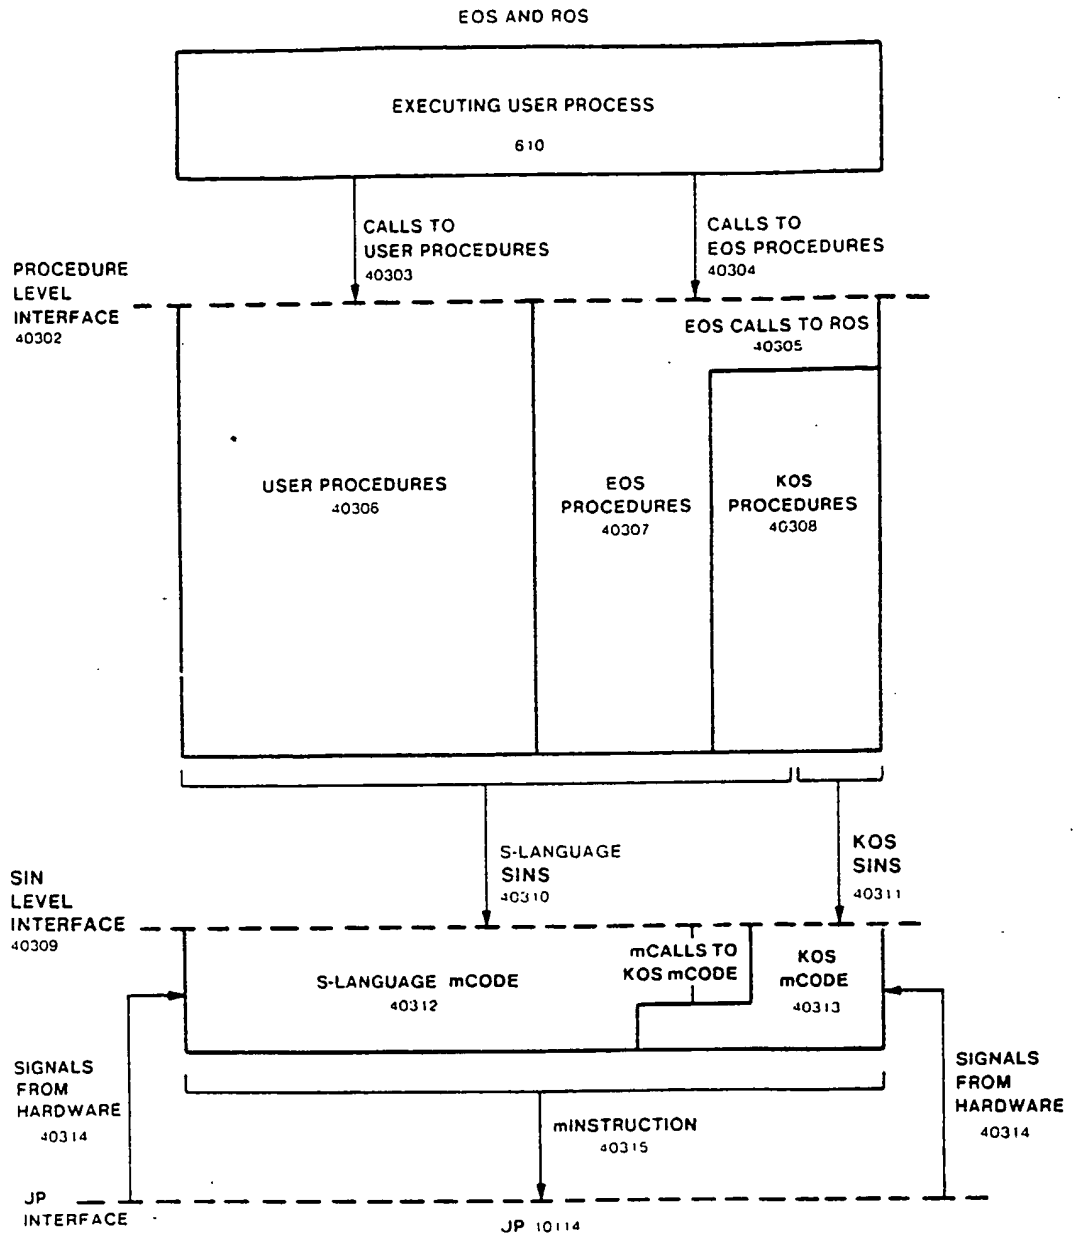 EOS AND ROS
EXECUTING USER PROCESS
610
CALLS TO
USER PROCEDURES
40303
CALLS TO
EOS PROCEDURES
40304
PROCEDURE
LEVEL
INTERFACE
40302
EOS CALLS TO ROS
40305
USER PROCEDURES
40306
EOS
PROCEDURES
40307
KOS
PROCEDURES
40308
S-LANGUAGE
SINS
40310
KOS
SINS
40311
SIN
LEVEL
INTERFACE
40309
S-LANGUAGE mCODE
40312
mCALLS TO
KOS mCODE
KOS
mCODE
40313
SIGNALS
FROM
HARDWARE
40314
SIGNALS
FROM
HARDWARE
40314
mINSTRUCTION
40315
JP
INTERFACE
JP 10114